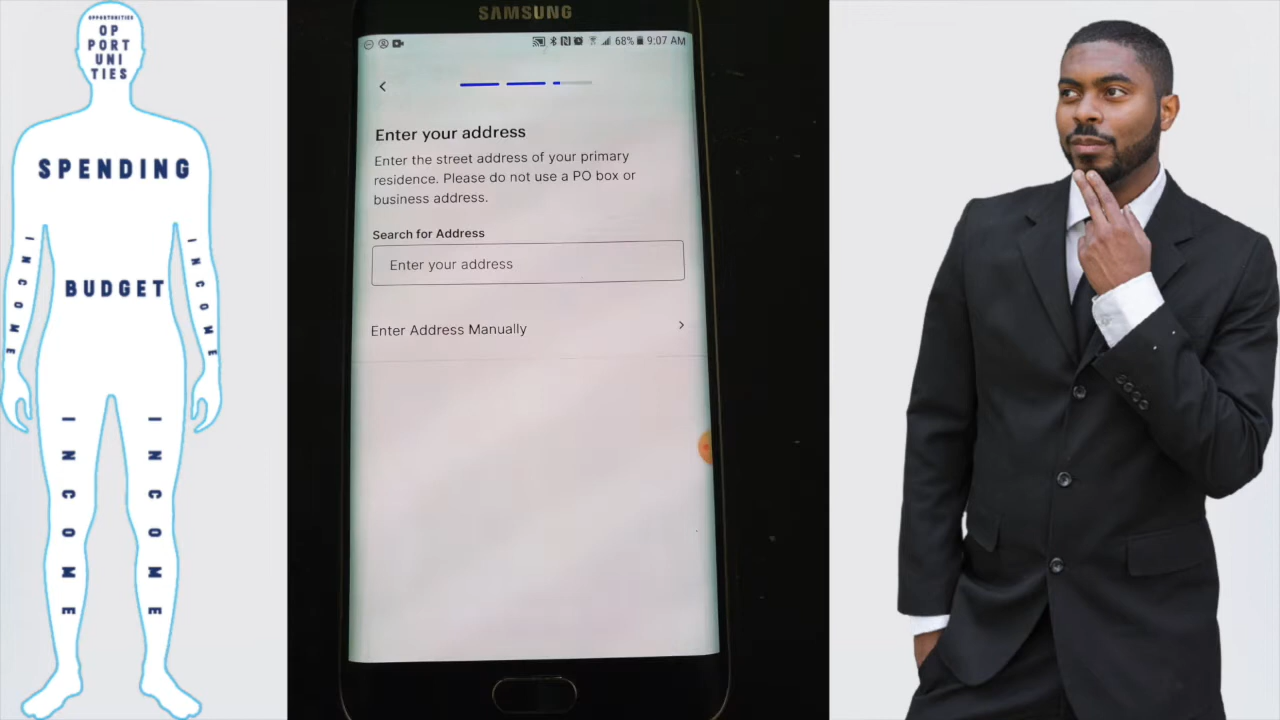 OPPORTUNITIES
OP
PORT
UNI
TIES
SPENDING
BUDGET
INCOME
INCOME
INCOME
INCOME
SAMSUNG
68% 9:07 AM
Enter your address
Enter the street address of your primary
residence. Please do not use a PO box or
business address.
Search for Address
Enter your address
Enter Address Manually